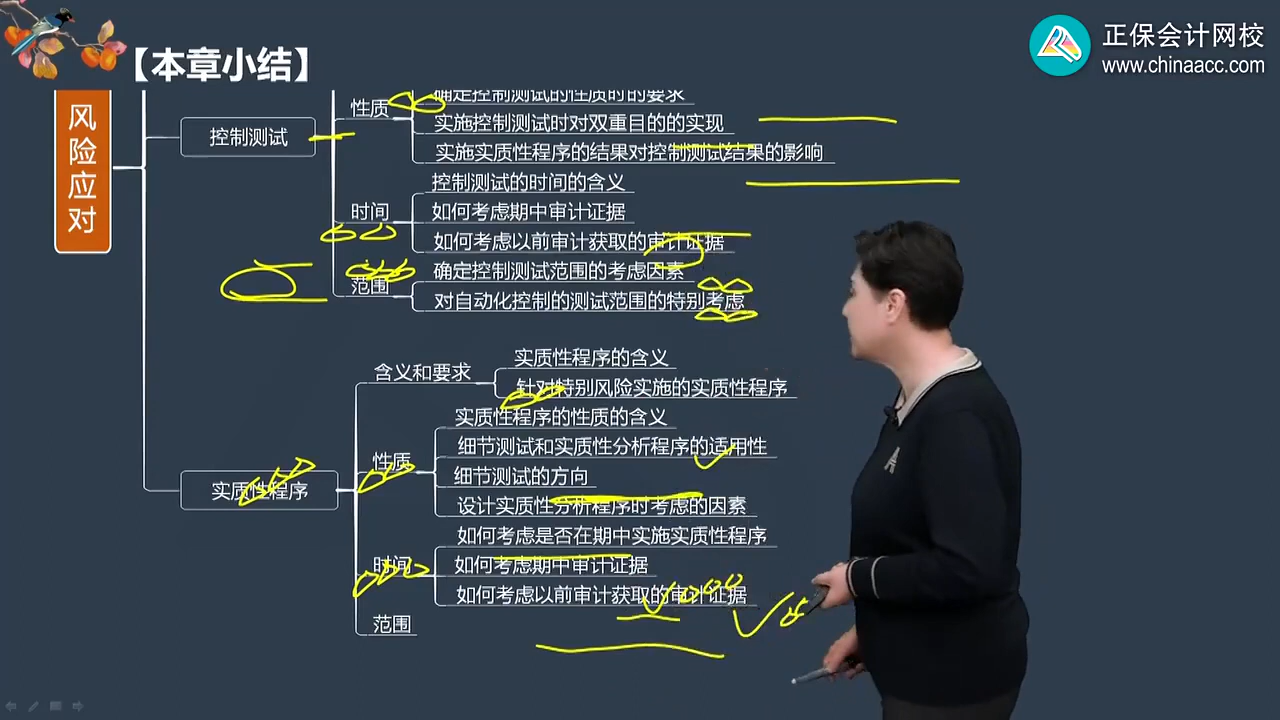 正保会计网校
www.chinaacc.com
【本章小结】
风险应对
控制测试
性质
确定控制测试的性质时的要求
实施控制测试时对双重目的的实现
实施实质性程序的结果对控制测试结果的影响
时间
控制测试的时间的含义
如何考虑期中审计证据
如何考虑以前审计获取的审计证据
范围
确定控制测试范围的考虑因素
对自动化控制的测试范围的特别考虑
实质性程序
含义和要求
实质性程序的含义
针对特别风险实施的实质性程序
性质
实质性程序的性质的含义
细节测试和实质性分析程序的适用性
细节测试的方向
设计实质性分析程序时考虑的因素
时间
如何考虑是否在期中实施实质性程序
如何考虑期中审计证据
如何考虑以前审计获取的审计证据
范围